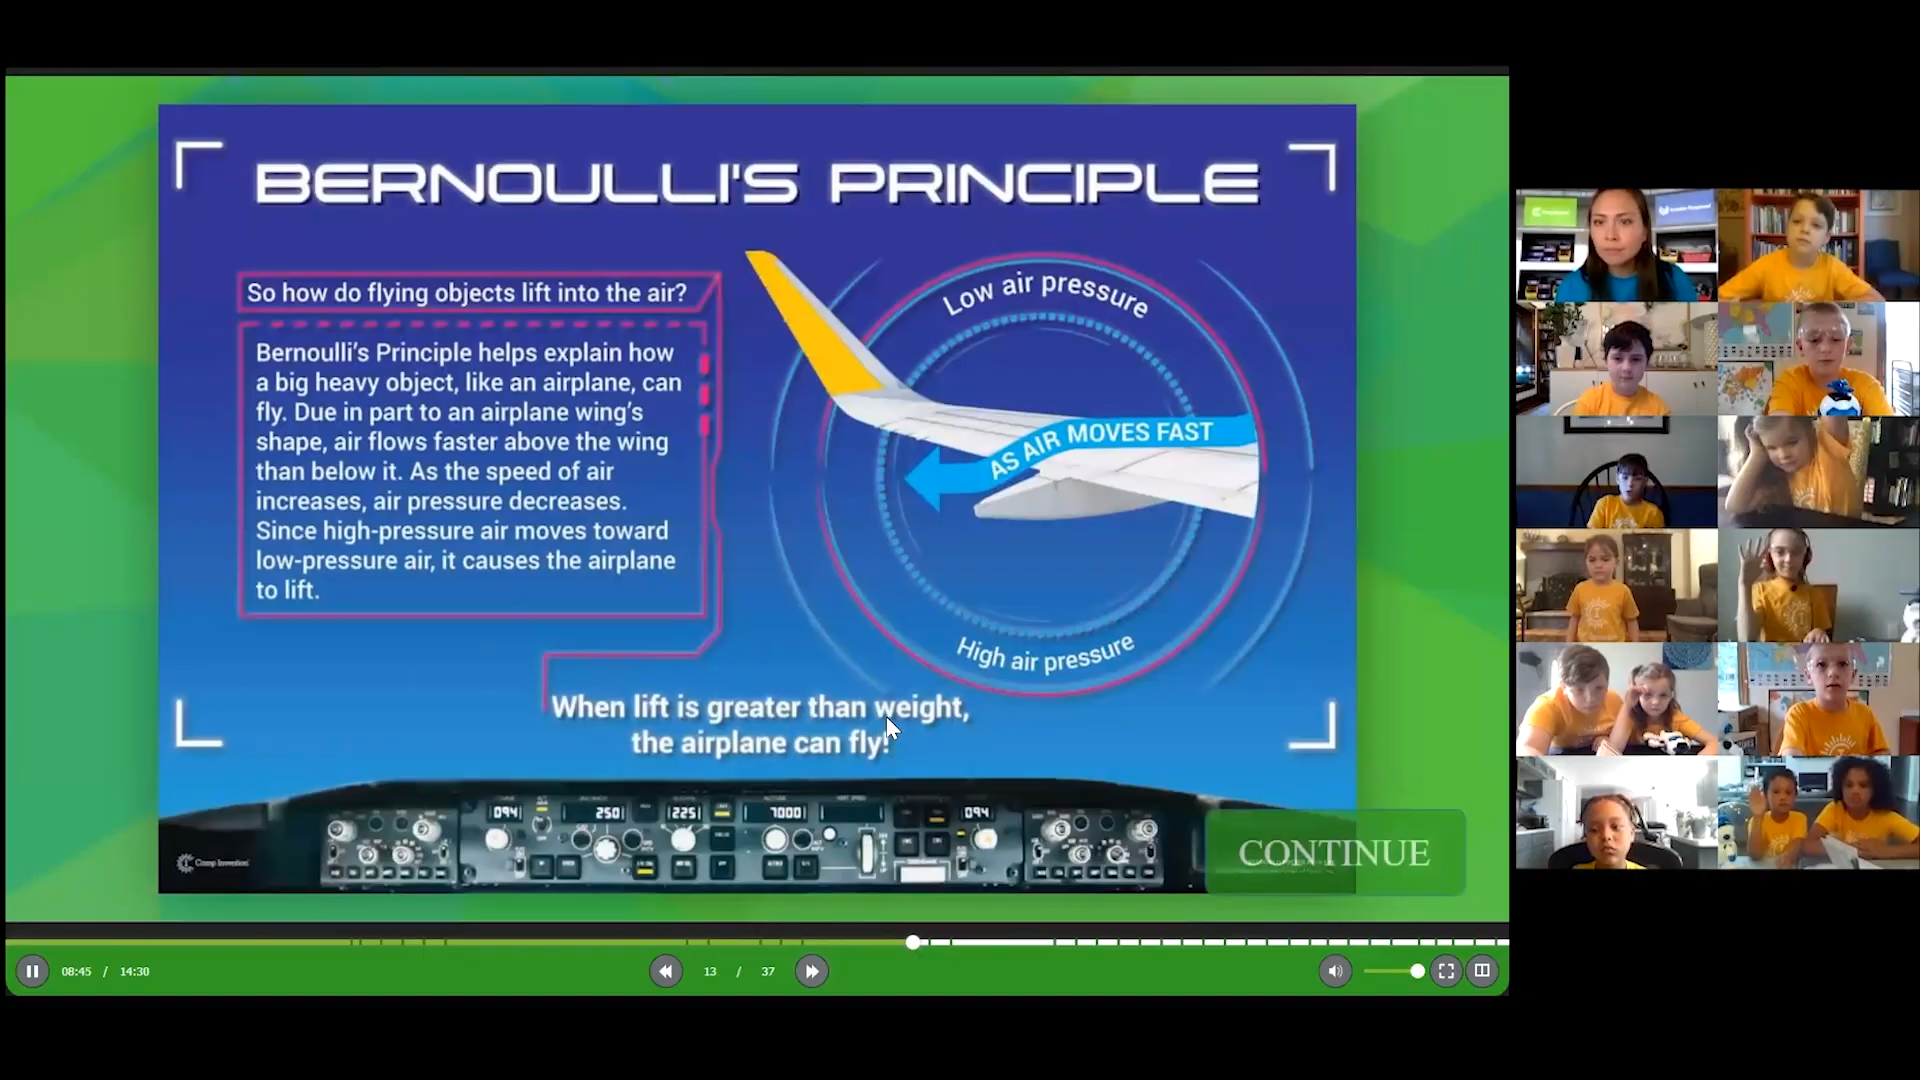 BERNOULLI'S PRINCIPLE
So how do flying objects lift into the air?
Bernoulli's Principle helps explain how
a big heavy object, like an airplane, can
fly. Due in part to an airplane wing's
shape, air flows faster above the wing
than below it. As the speed of air
increases, air pressure decreases.
Since high-pressure air moves toward
low-pressure air, it causes the airplane
to lift.
Low air pressure
AS AIR MOVES FAST
High air pressure
When lift is greater than weight,
the airplane can fly!
094
250
225
7000
094
Camp Invention
CONTINUE
08:45 / 14:30
13 / 37